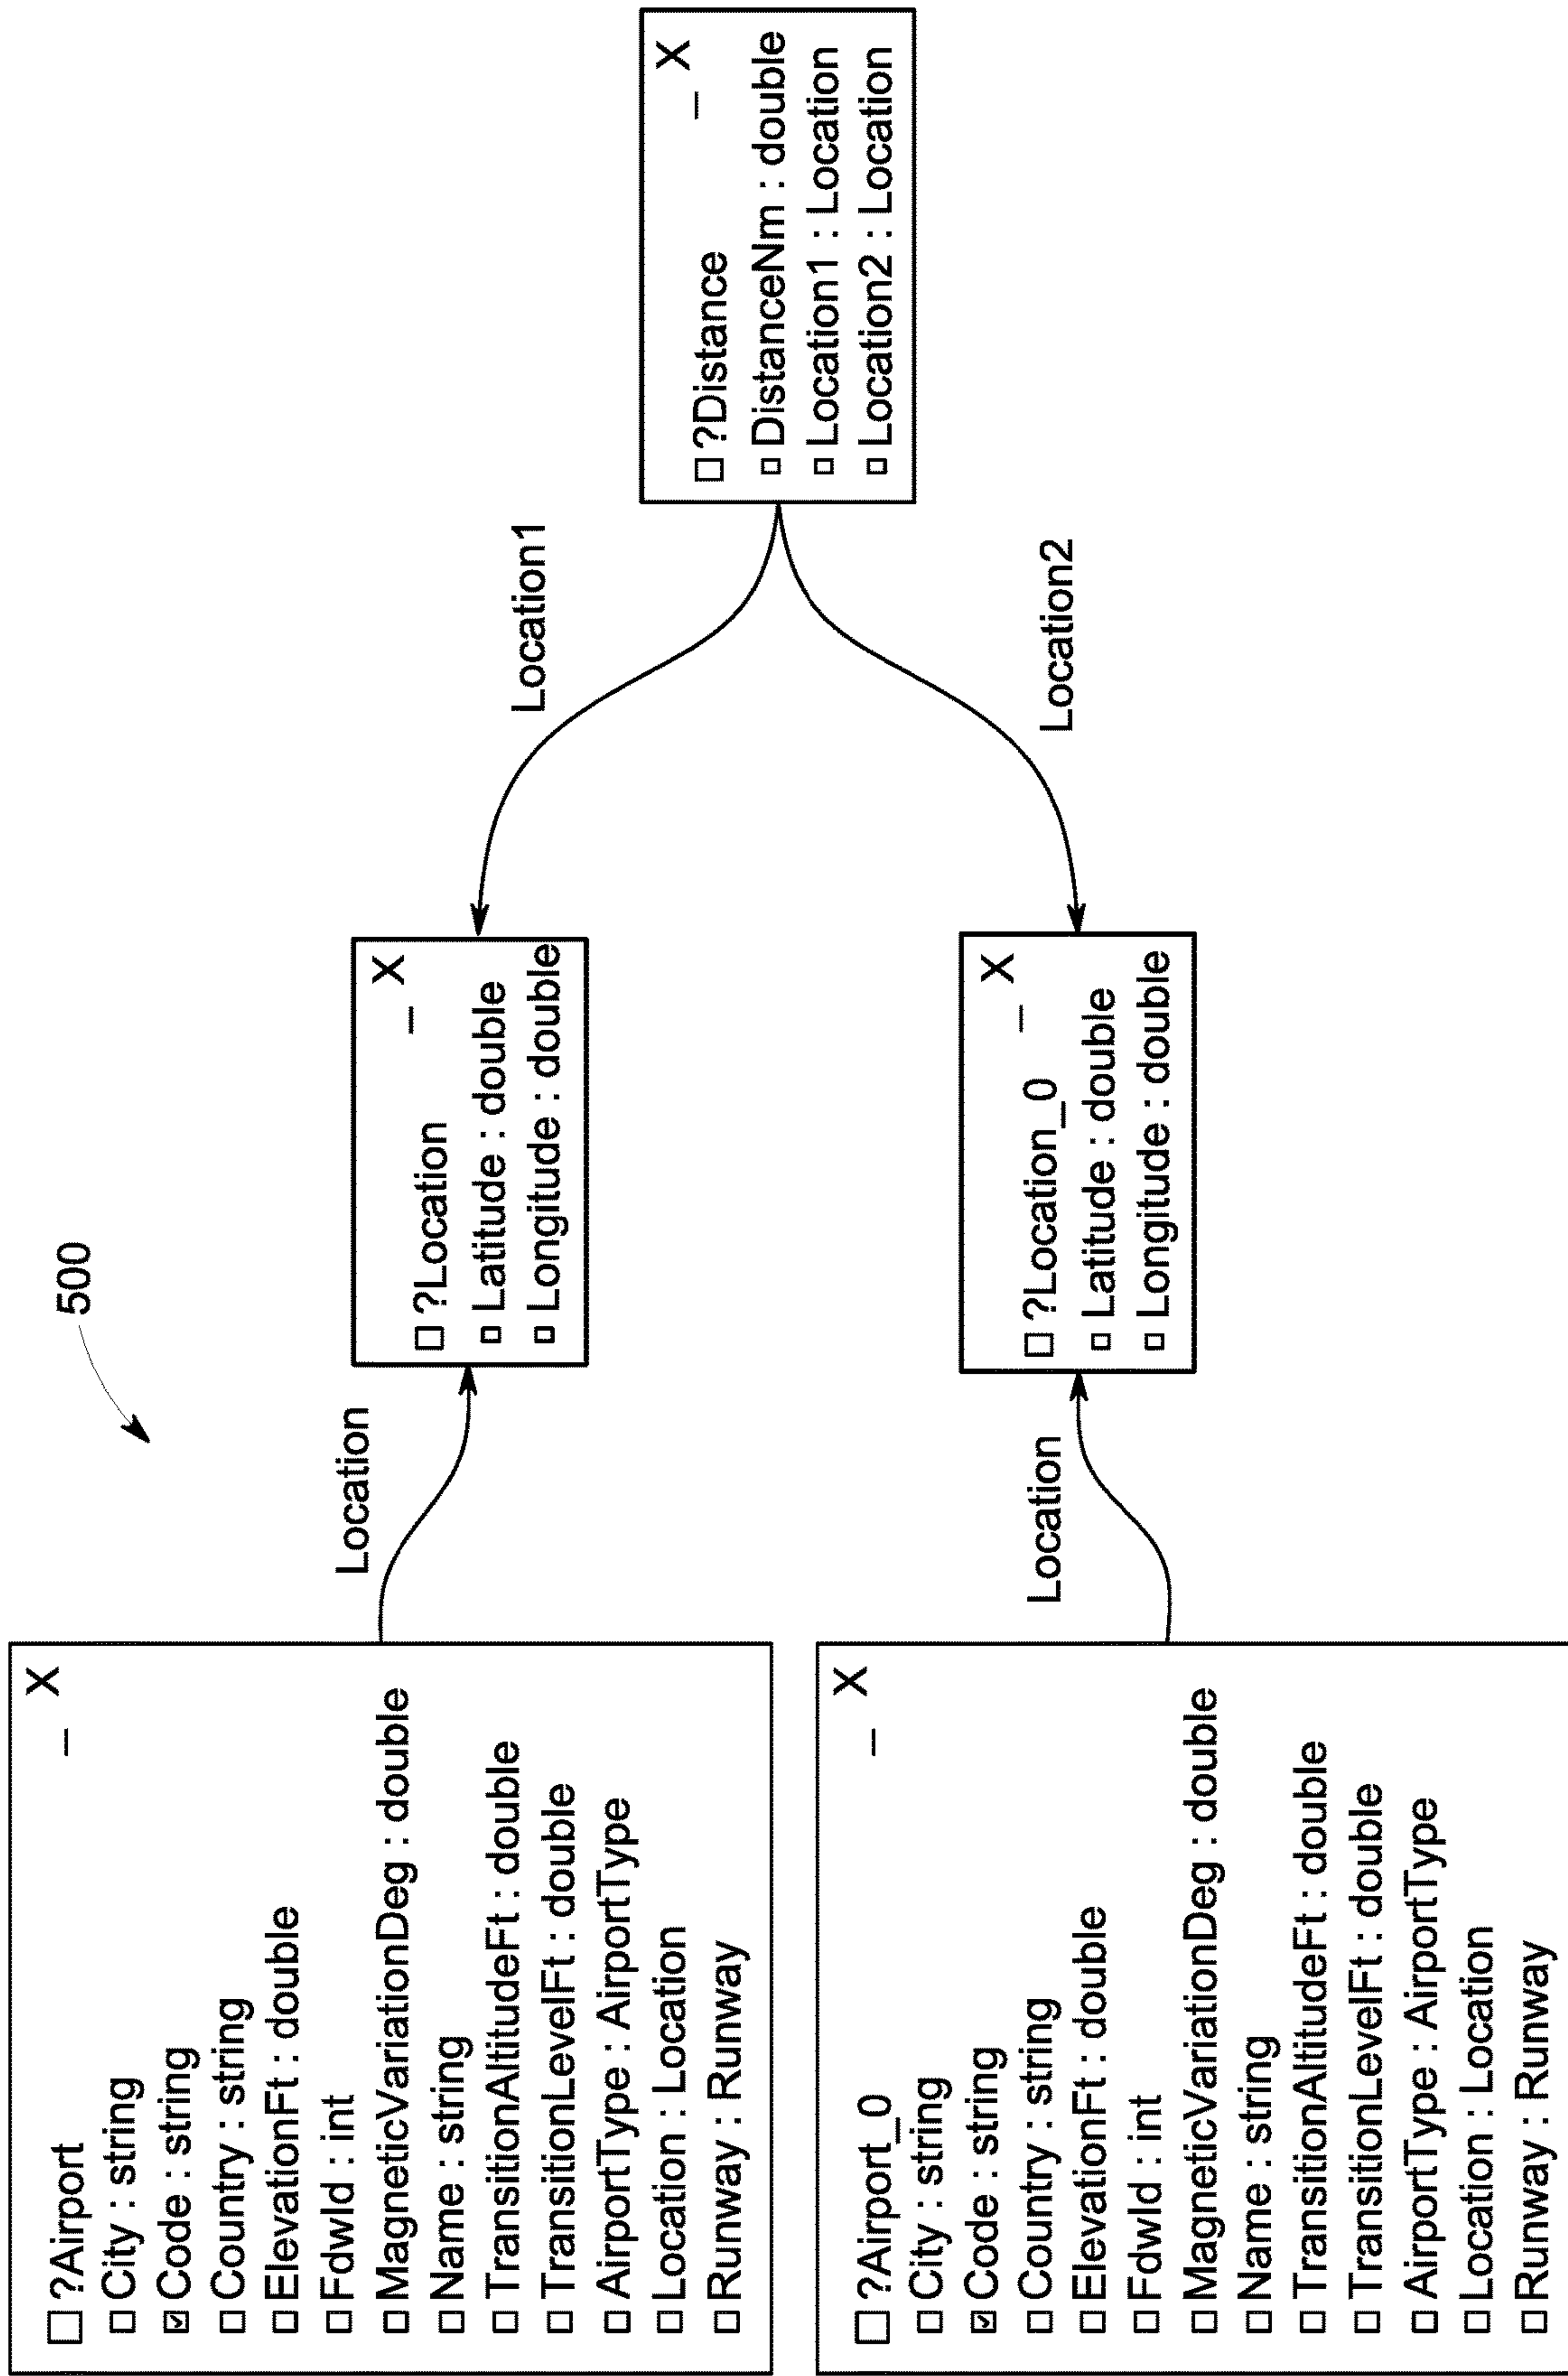 500
☐ ?Airport _ X
☐ City : string
☑ Code : string
☐ Country : string
☐ ElevationFt : double
☐ FdwId : int
☐ MagneticVariationDeg : double
☐ Name : string
☐ TransitionAltitudeFt : double
☐ TransitionLevelFt : double
☐ AirportType : AirportType
☐ Location : Location
☐ Runway : Runway
Location
☐ ?Location _ X
☐ Latitude : double
☐ Longitude : double
Location1
☐ ?Distance _ X
☐ DistanceNm : double
☐ Location1 : Location
☐ Location2 : Location
Location2
☐ ?Airport_0 _ X
☐ City : string
☑ Code : string
☐ Country : string
☐ ElevationFt : double
☐ FdwId : int
☐ MagneticVariationDeg : double
☐ Name : string
☐ TransitionAltitudeFt : double
☐ TransitionLevelFt : double
☐ AirportType : AirportType
☐ Location : Location
☐ Runway : Runway
Location
☐ ?Location_0 _ X
☐ Latitude : double
☐ Longitude : double